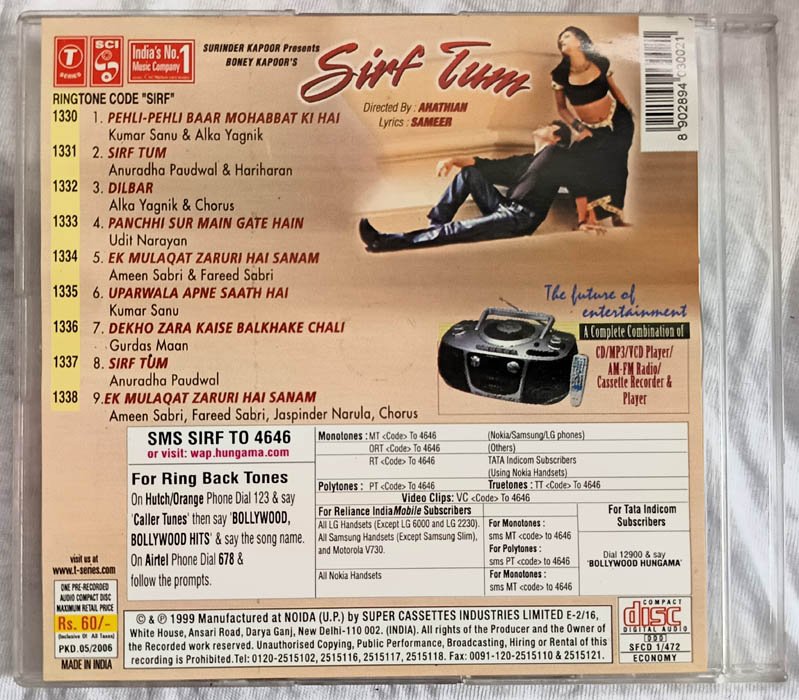 T
SERIES
SCI
India's No.1
Music Company
SURINDER KAPOOR Presents
BONEY KAPOOR'S
Sirf Tum
Directed By : AHATHIAN
Lyrics : SAMEER
8 902894 030021
RINGTONE CODE "SIRF"
1330 1. PEHLI-PEHLI BAAR MOHABBAT KI HAI
Kumar Sanu & Alka Yagnik
1331 2. SIRF TUM
Anuradha Paudwal & Hariharan
1332 3. DILBAR
Alka Yagnik & Chorus
1333 4. PANCHHI SUR MAIN GATE HAIN
Udit Narayan
1334 5. EK MULAQAT ZARURI HAI SANAM
Ameen Sabri & Fareed Sabri
1335 6. UPARWALA APNE SAATH HAI
Kumar Sanu
1336 7. DEKHO ZARA KAISE BALKHAKE CHALI
Gurdas Maan
1337 8. SIRF TUM
Anuradha Paudwal
1338 9.EK MULAQAT ZARURI HAI SANAM
Ameen Sabri, Fareed Sabri, Jaspinder Narula, Chorus
The future of
entertainment
A Complete Combination of
CD/MP3/VCD Player/
AM-FM Radio/
Cassette Recorder &
Player
SMS SIRF TO 4646
or visit: wap.hungama.com
For Ring Back Tones
On Hutch/Orange Phone Dial 123 & say
'Caller Tunes' then say 'BOLLYWOOD,
BOLLYWOOD HITS' & say the song name.
On Airtel Phone Dial 678 &
follow the prompts.
Monotones: MT <Code> To 4646 (Nokia/Samsung/LG phones)
ORT <Code> To 4646 (Others)
RT <Code> To 4646 TATA Indicom Subscribers
(Using Nokia Handsets)
Polytones: PT <Code> To 4646 Truetones: TT <Code> To 4646
Video Clips: VC <Code> To 4646
For Reliance IndiaMobile Subscribers
All LG Handsets (Except LG 6000 and LG 2230).
All Samsung Handsets (Except Samsung Slim),
and Motorola V730.
All Nokia Handsets
For Monotones :
sms MT <code> to 4646
For Polytones :
sms PT <code> to 4646
For Monotones :
sms MT <code> to 4646
For Tata Indicom
Subscribers
Dial 12900 & say
'BOLLYWOOD HUNGAMA'
visit us at
www.t-series.com
ONE PRE-RECORDED
AUDIO COMPACT DISC
MAXIMUM RETAIL PRICE
Rs. 60/-
(Inclusive Of All Taxes)
PKD.05/2006
MADE IN INDIA
© & ℗ 1999 Manufactured at NOIDA (U.P.) by SUPER CASSETTES INDUSTRIES LIMITED E-2/16,
White House, Ansari Road, Darya Ganj, New Delhi-110 002. (INDIA). All rights of the Producer and the Owner of
the Recorded work reserved. Unauthorised Copying, Public Performance, Broadcasting, Hiring or Rental of this
recording is Prohibited.Tel: 0120-2515102, 2515116, 2515117, 2515118. Fax: 0091-120-2515110 & 2515121.
COMPACT
disc
DIGITAL AUDIO
DDD
SFCD 1/472
ECONOMY